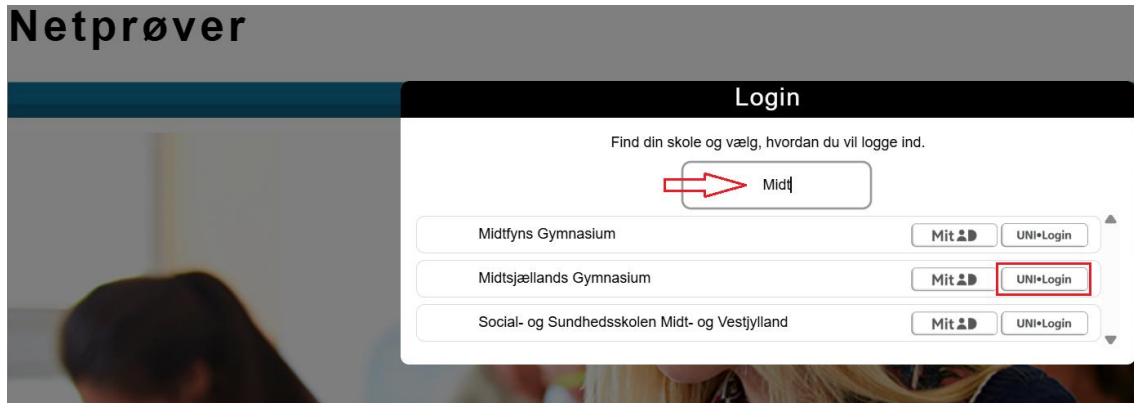 Netprøver
Login
Find din skole og vælg, hvordan du vil logge ind.
Midt
Midtfyns Gymnasium Mit ID UNI•Login
Midtsjællands Gymnasium Mit ID UNI•Login
Social- og Sundhedsskolen Midt- og Vestjylland Mit ID UNI•Login